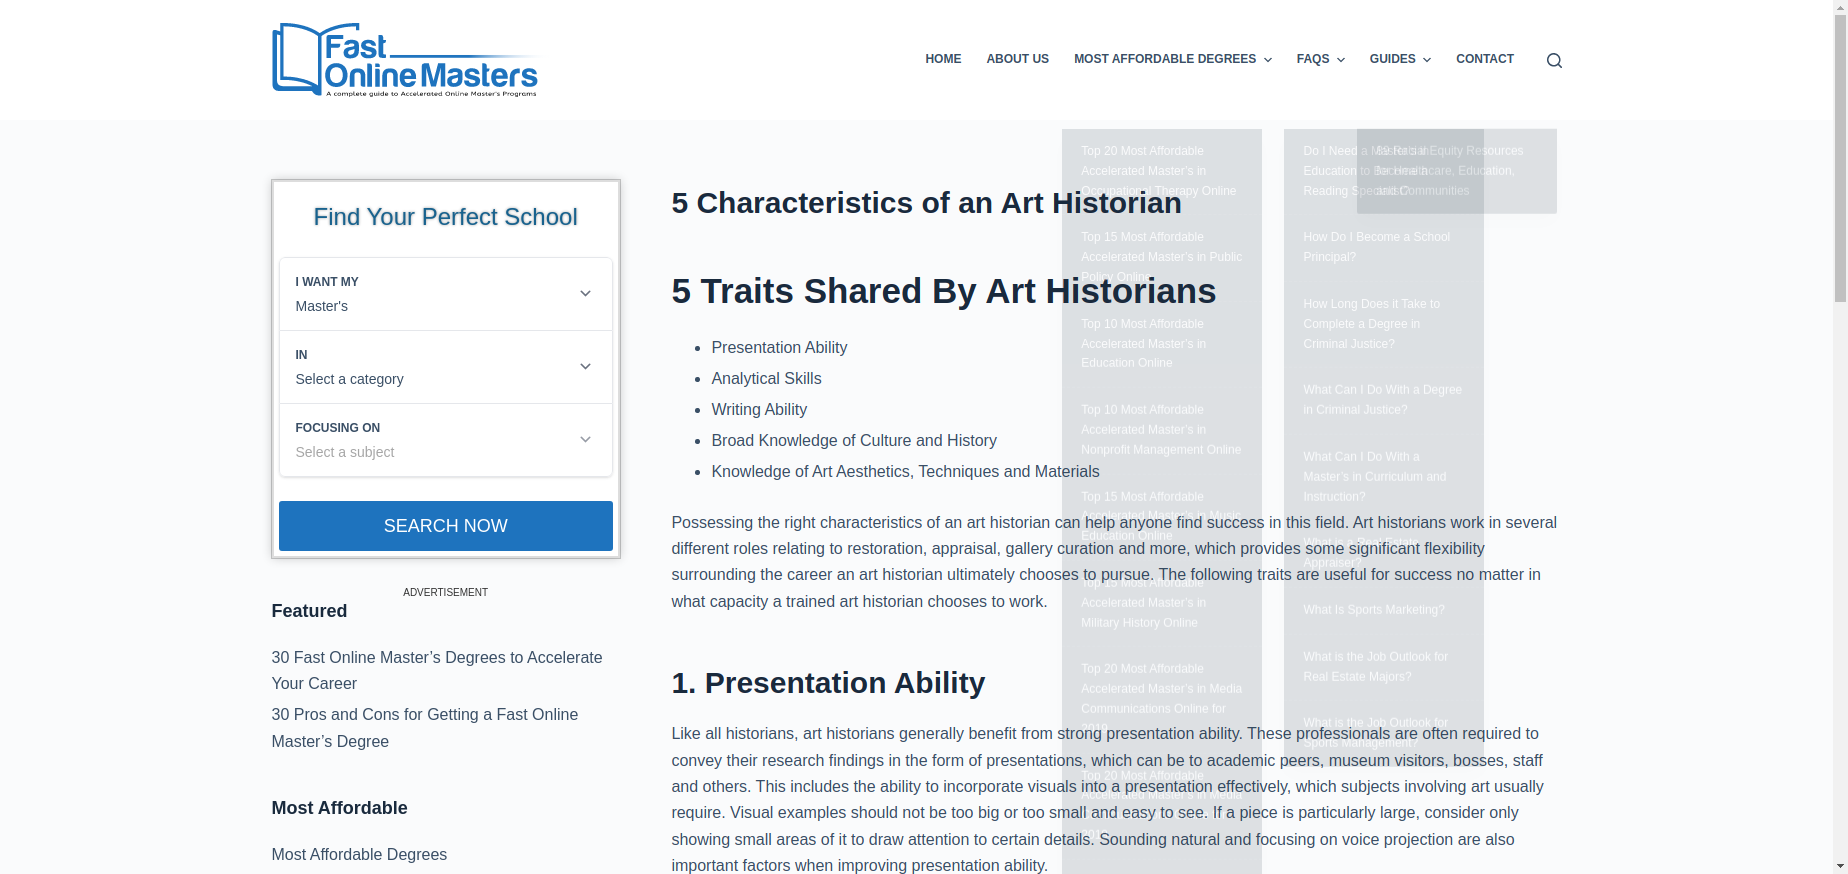 Fast
Online Masters
A complete guide to Accelerated Online Master's Programs
HOME
ABOUT US
MOST AFFORDABLE DEGREES
FAQS
GUIDES
CONTACT
Find Your Perfect School
I WANT MY
Master's
IN
Select a category
FOCUSING ON
Select a subject
SEARCH NOW
ADVERTISEMENT
Featured
30 Fast Online Master’s Degrees to Accelerate
Your Career
30 Pros and Cons for Getting a Fast Online
Master’s Degree
Most Affordable
Most Affordable Degrees
5 Characteristics of an Art Historian
5 Traits Shared By Art Historians
Presentation Ability
Analytical Skills
Writing Ability
Broad Knowledge of Culture and History
Knowledge of Art Aesthetics, Techniques and Materials
Possessing the right characteristics of an art historian can help anyone find success in this field. Art historians work in several
different roles relating to restoration, appraisal, gallery curation and more, which provides some significant flexibility
surrounding the career an art historian ultimately chooses to pursue. The following traits are useful for success no matter in
what capacity a trained art historian chooses to work.
1. Presentation Ability
Like all historians, art historians generally benefit from strong presentation ability. These professionals are often required to
convey their research findings in the form of presentations, which can be to academic peers, museum visitors, bosses, staff
and others. This includes the ability to incorporate visuals into a presentation effectively, which subjects involving art usually
require. Visual examples should not be too big or too small and easy to see. If a piece is particularly large, consider only
showing small areas of it to draw attention to certain details. Sounding natural and focusing on voice projection are also
important factors when improving presentation ability.
Top 20 Most Affordable
Accelerated Master’s in
Occupational Therapy Online
Top 15 Most Affordable
Accelerated Master’s in Public
Policy Online
Top 10 Most Affordable
Accelerated Master’s in
Education Online
Top 10 Most Affordable
Accelerated Master’s in
Nonprofit Management Online
Top 15 Most Affordable
Accelerated Master’s in Music
Education Online
Top 15 Most Affordable
Accelerated Master’s in
Military History Online
Top 20 Most Affordable
Accelerated Master’s in Media
Communications Online for
2019
Top 20 Most Affordable
Accelerated Master’s in Media
Do I Need a Master’s in
Education to Become a
Reading Specialist?
How Do I Become a School
Principal?
How Long Does it Take to
Complete a Degree in
Criminal Justice?
What Can I Do With a Degree
in Criminal Justice?
What Can I Do With a
Master’s in Curriculum and
Instruction?
What is a Real Estate
Appraiser?
What Is Sports Marketing?
What is the Job Outlook for
Real Estate Majors?
What is the Job Outlook for
Sports Management?
Racial Equity Resources
for Healthcare, Education,
and Communities